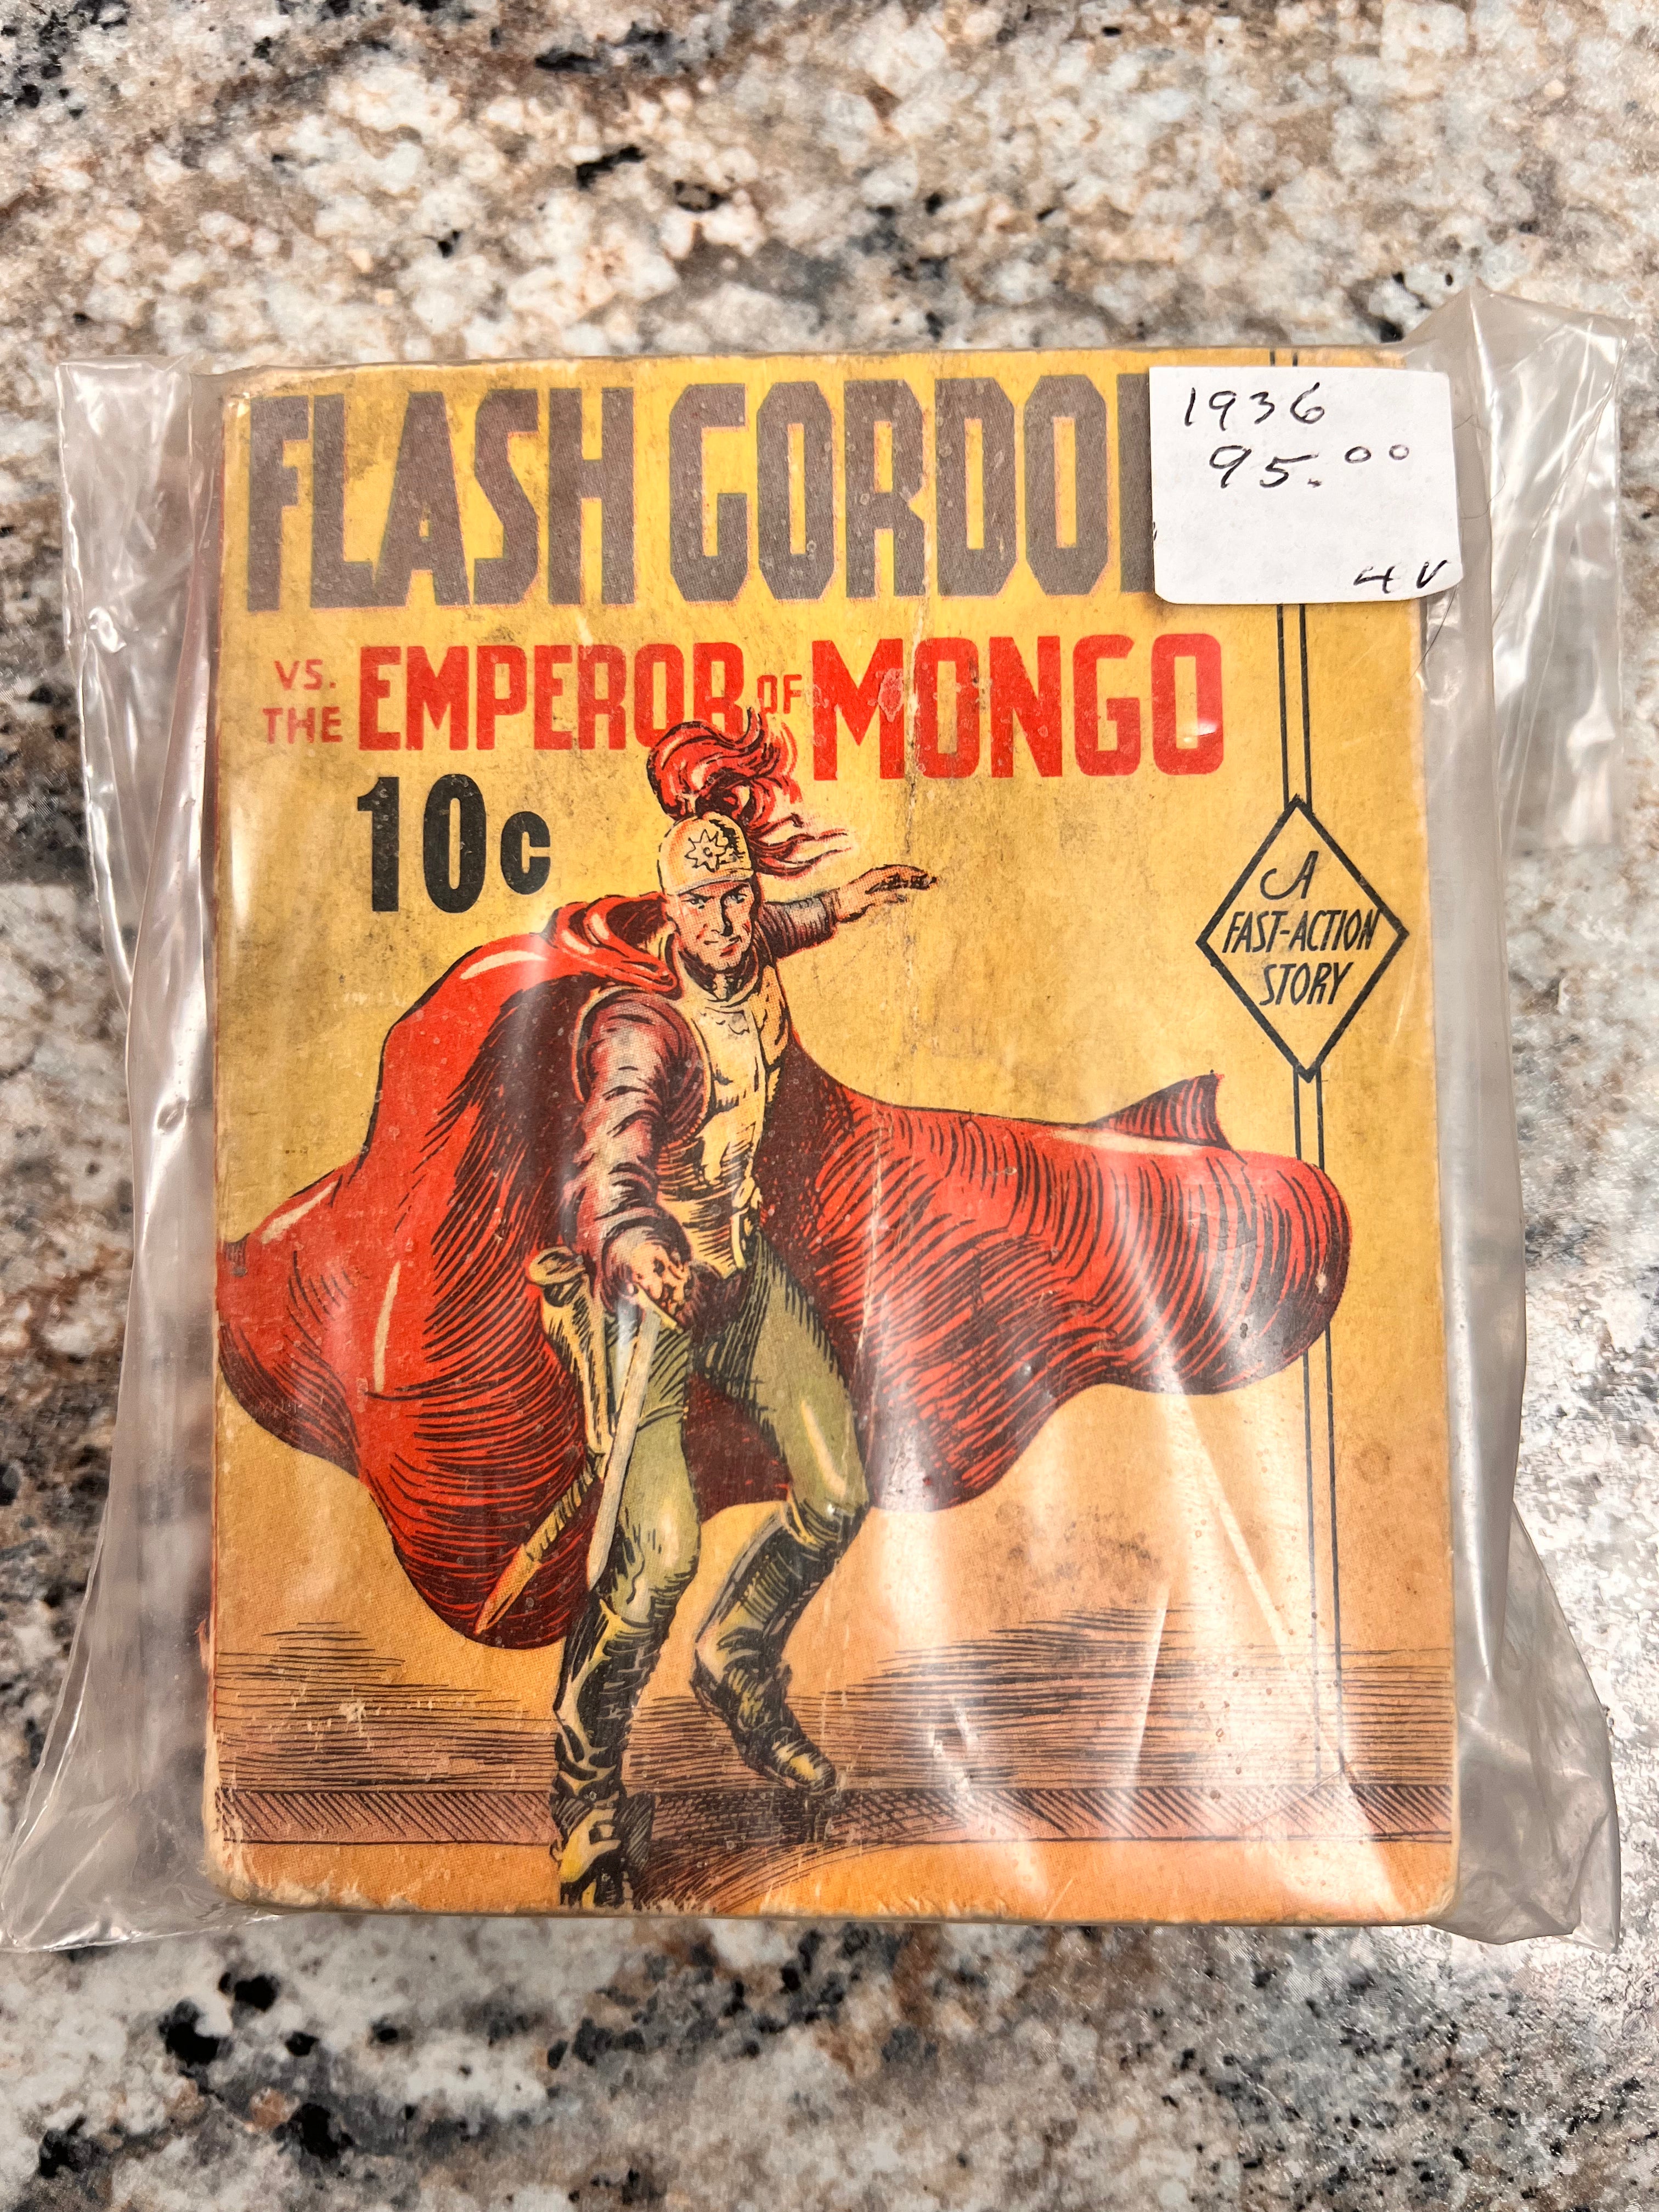 FLASH GORDON
1936
95.00
4V
VS. THE EMPEROR OF MONGO
10c
A
FAST-ACTION
STORY